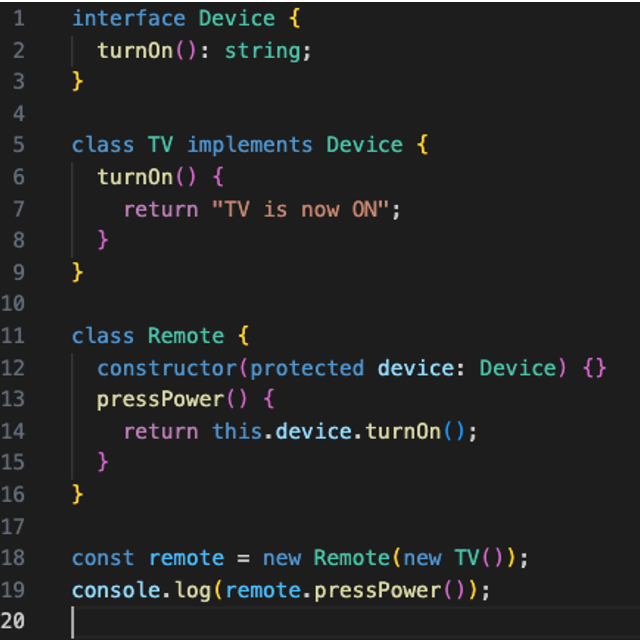 1 interface Device {
2 turnOn(): string;
3 }
4
5 class TV implements Device {
6 turnOn() {
7 return "TV is now ON";
8 }
9 }
10
11 class Remote {
12 constructor(protected device: Device) {}
13 pressPower() {
14 return this.device.turnOn();
15 }
16 }
17
18 const remote = new Remote(new TV());
19 console.log(remote.pressPower());
20